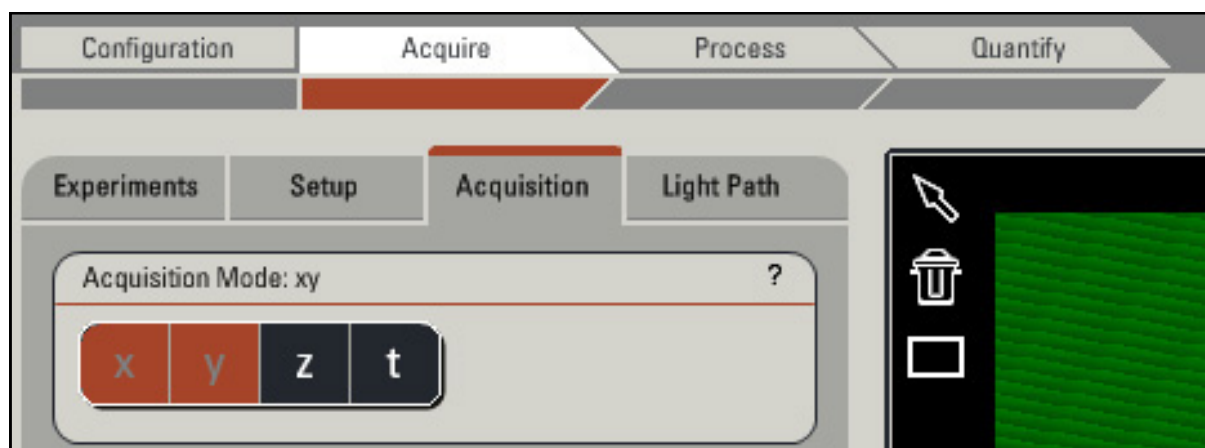 Configuration Acquire Process Quantify
Experiments Setup Acquisition Light Path
Acquisition Mode: xy ?
x y z t